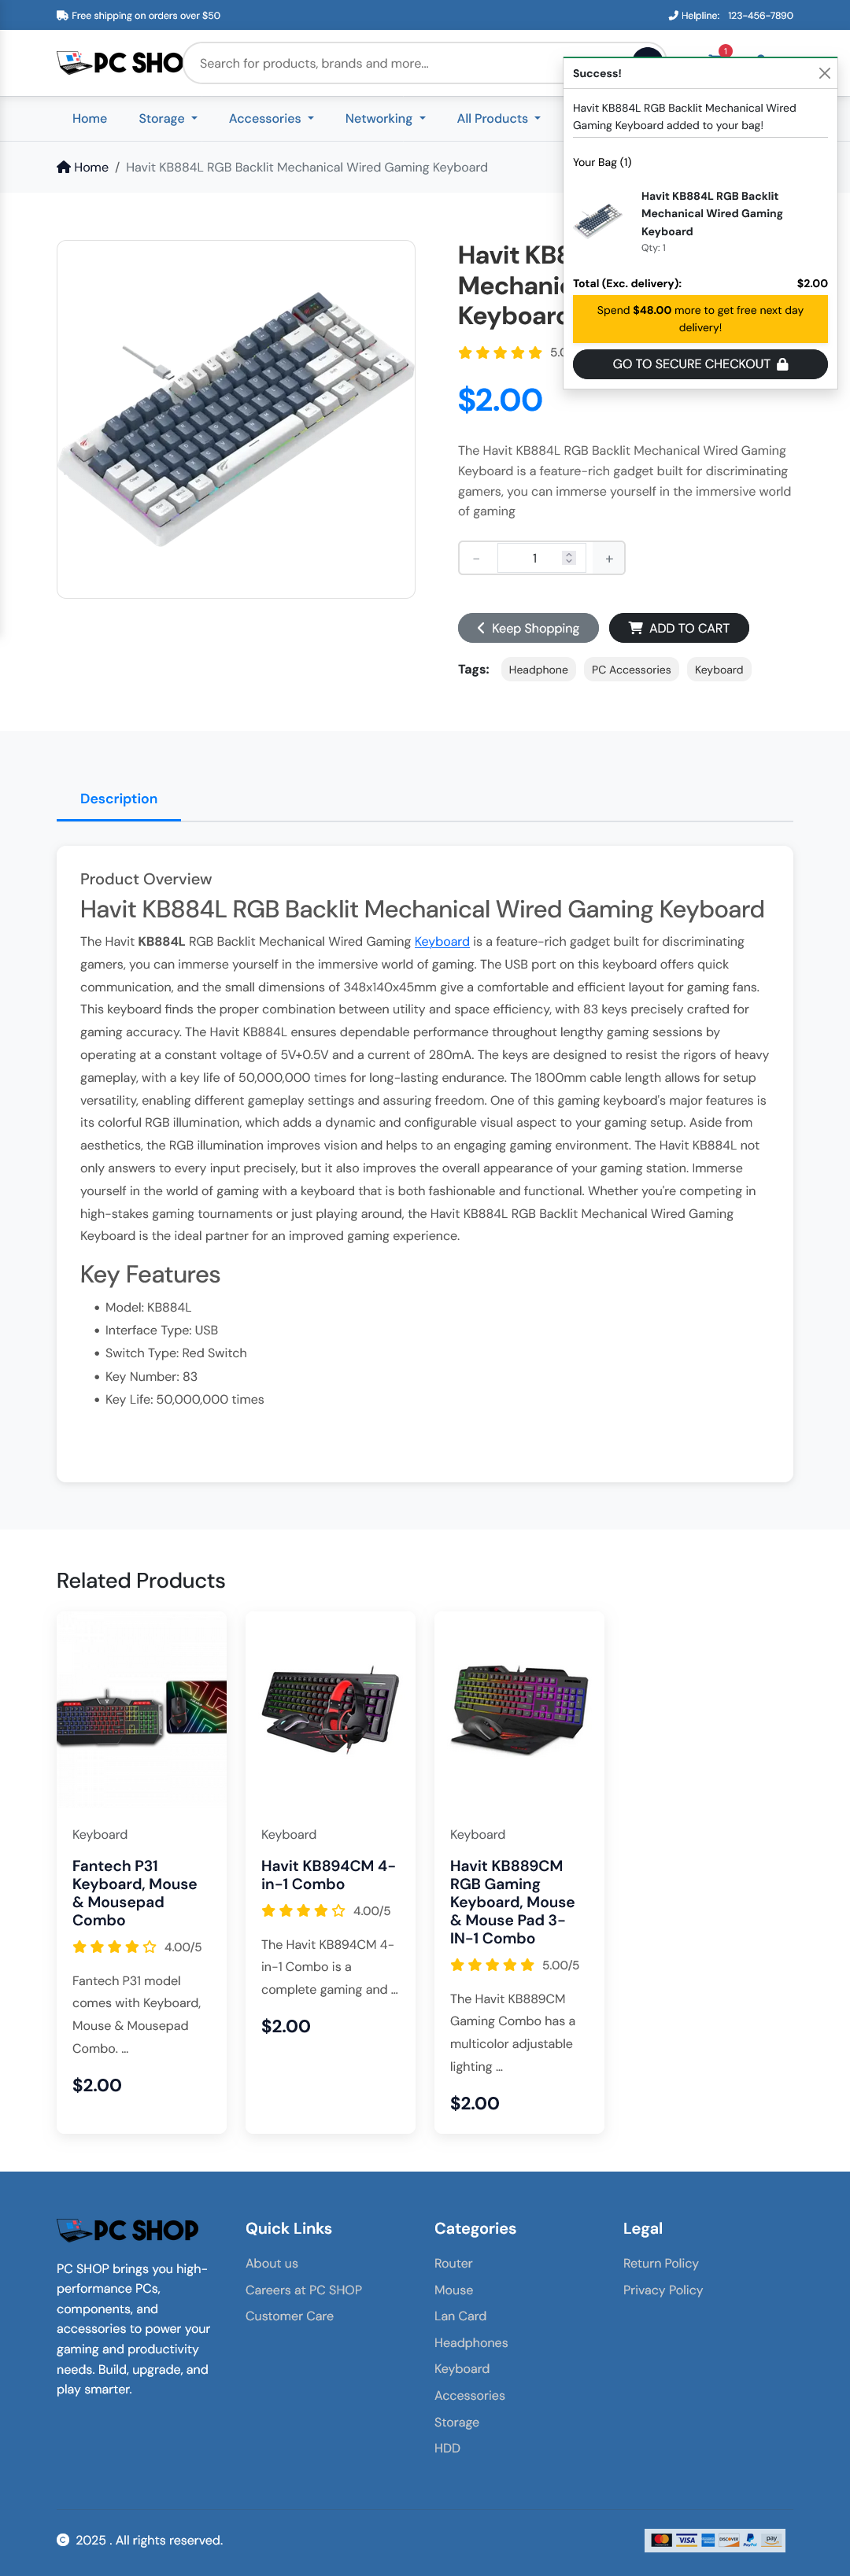 Free shipping on orders over $50
Helpline: 123-456-7890
PC SHO
Search for products, brands and more...
1
Home
Storage
Accessories
Networking
All Products
Home / Havit KB884L RGB Backlit Mechanical Wired Gaming Keyboard
Success!
Havit KB884L RGB Backlit Mechanical Wired
Gaming Keyboard added to your bag!
Your Bag (1)
Havit KB884L RGB Backlit
Mechanical Wired Gaming
Keyboard
Qty: 1
Total (Exc. delivery): $2.00
Spend $48.00 more to get free next day
delivery!
GO TO SECURE CHECKOUT
Havit KB8
Mechanic
Keyboard
5.0
$2.00
The Havit KB884L RGB Backlit Mechanical Wired Gaming
Keyboard is a feature-rich gadget built for discriminating
gamers, you can immerse yourself in the immersive world
of gaming
− 1 +
Keep Shopping
ADD TO CART
Tags: Headphone PC Accessories Keyboard
Description
Product Overview
Havit KB884L RGB Backlit Mechanical Wired Gaming Keyboard
The Havit KB884L RGB Backlit Mechanical Wired Gaming Keyboard is a feature-rich gadget built for discriminating
gamers, you can immerse yourself in the immersive world of gaming. The USB port on this keyboard offers quick
communication, and the small dimensions of 348x140x45mm give a comfortable and efficient layout for gaming fans.
This keyboard finds the proper combination between utility and space efficiency, with 83 keys precisely crafted for
gaming accuracy. The Havit KB884L ensures dependable performance throughout lengthy gaming sessions by
operating at a constant voltage of 5V+0.5V and a current of 280mA. The keys are designed to resist the rigors of heavy
gameplay, with a key life of 50,000,000 times for long-lasting endurance. The 1800mm cable length allows for setup
versatility, enabling different gameplay settings and assuring freedom. One of this gaming keyboard's major features is
its colorful RGB illumination, which adds a dynamic and configurable visual aspect to your gaming setup. Aside from
aesthetics, the RGB illumination improves vision and helps to an engaging gaming environment. The Havit KB884L not
only answers to every input precisely, but it also improves the overall appearance of your gaming station. Immerse
yourself in the world of gaming with a keyboard that is both fashionable and functional. Whether you're competing in
high-stakes gaming tournaments or just playing around, the Havit KB884L RGB Backlit Mechanical Wired Gaming
Keyboard is the ideal partner for an improved gaming experience.
Key Features
• Model: KB884L
• Interface Type: USB
• Switch Type: Red Switch
• Key Number: 83
• Key Life: 50,000,000 times
Related Products
Keyboard
Fantech P31
Keyboard, Mouse
& Mousepad
Combo
4.00/5
Fantech P31 model
comes with Keyboard,
Mouse & Mousepad
Combo. ...
$2.00
Keyboard
Havit KB894CM 4-
in-1 Combo
4.00/5
The Havit KB894CM 4-
in-1 Combo is a
complete gaming and ...
$2.00
Keyboard
Havit KB889CM
RGB Gaming
Keyboard, Mouse
& Mouse Pad 3-
IN-1 Combo
5.00/5
The Havit KB889CM
Gaming Combo has a
multicolor adjustable
lighting ...
$2.00
PC SHOP
PC SHOP brings you high-
performance PCs,
components, and
accessories to power your
gaming and productivity
needs. Build, upgrade, and
play smarter.
Quick Links
About us
Careers at PC SHOP
Customer Care
Categories
Router
Mouse
Lan Card
Headphones
Keyboard
Accessories
Storage
HDD
Legal
Return Policy
Privacy Policy
© 2025 . All rights reserved.
VISA
DISCOVER
PayPal
pay